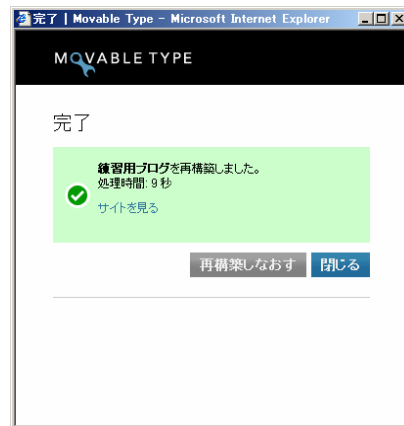 完了 | Movable Type - Microsoft Internet Explorer
MOVABLE TYPE
完了
練習用ブログを再構築しました。
処理時間: 9 秒
サイトを見る
再構築しなおす 閉じる